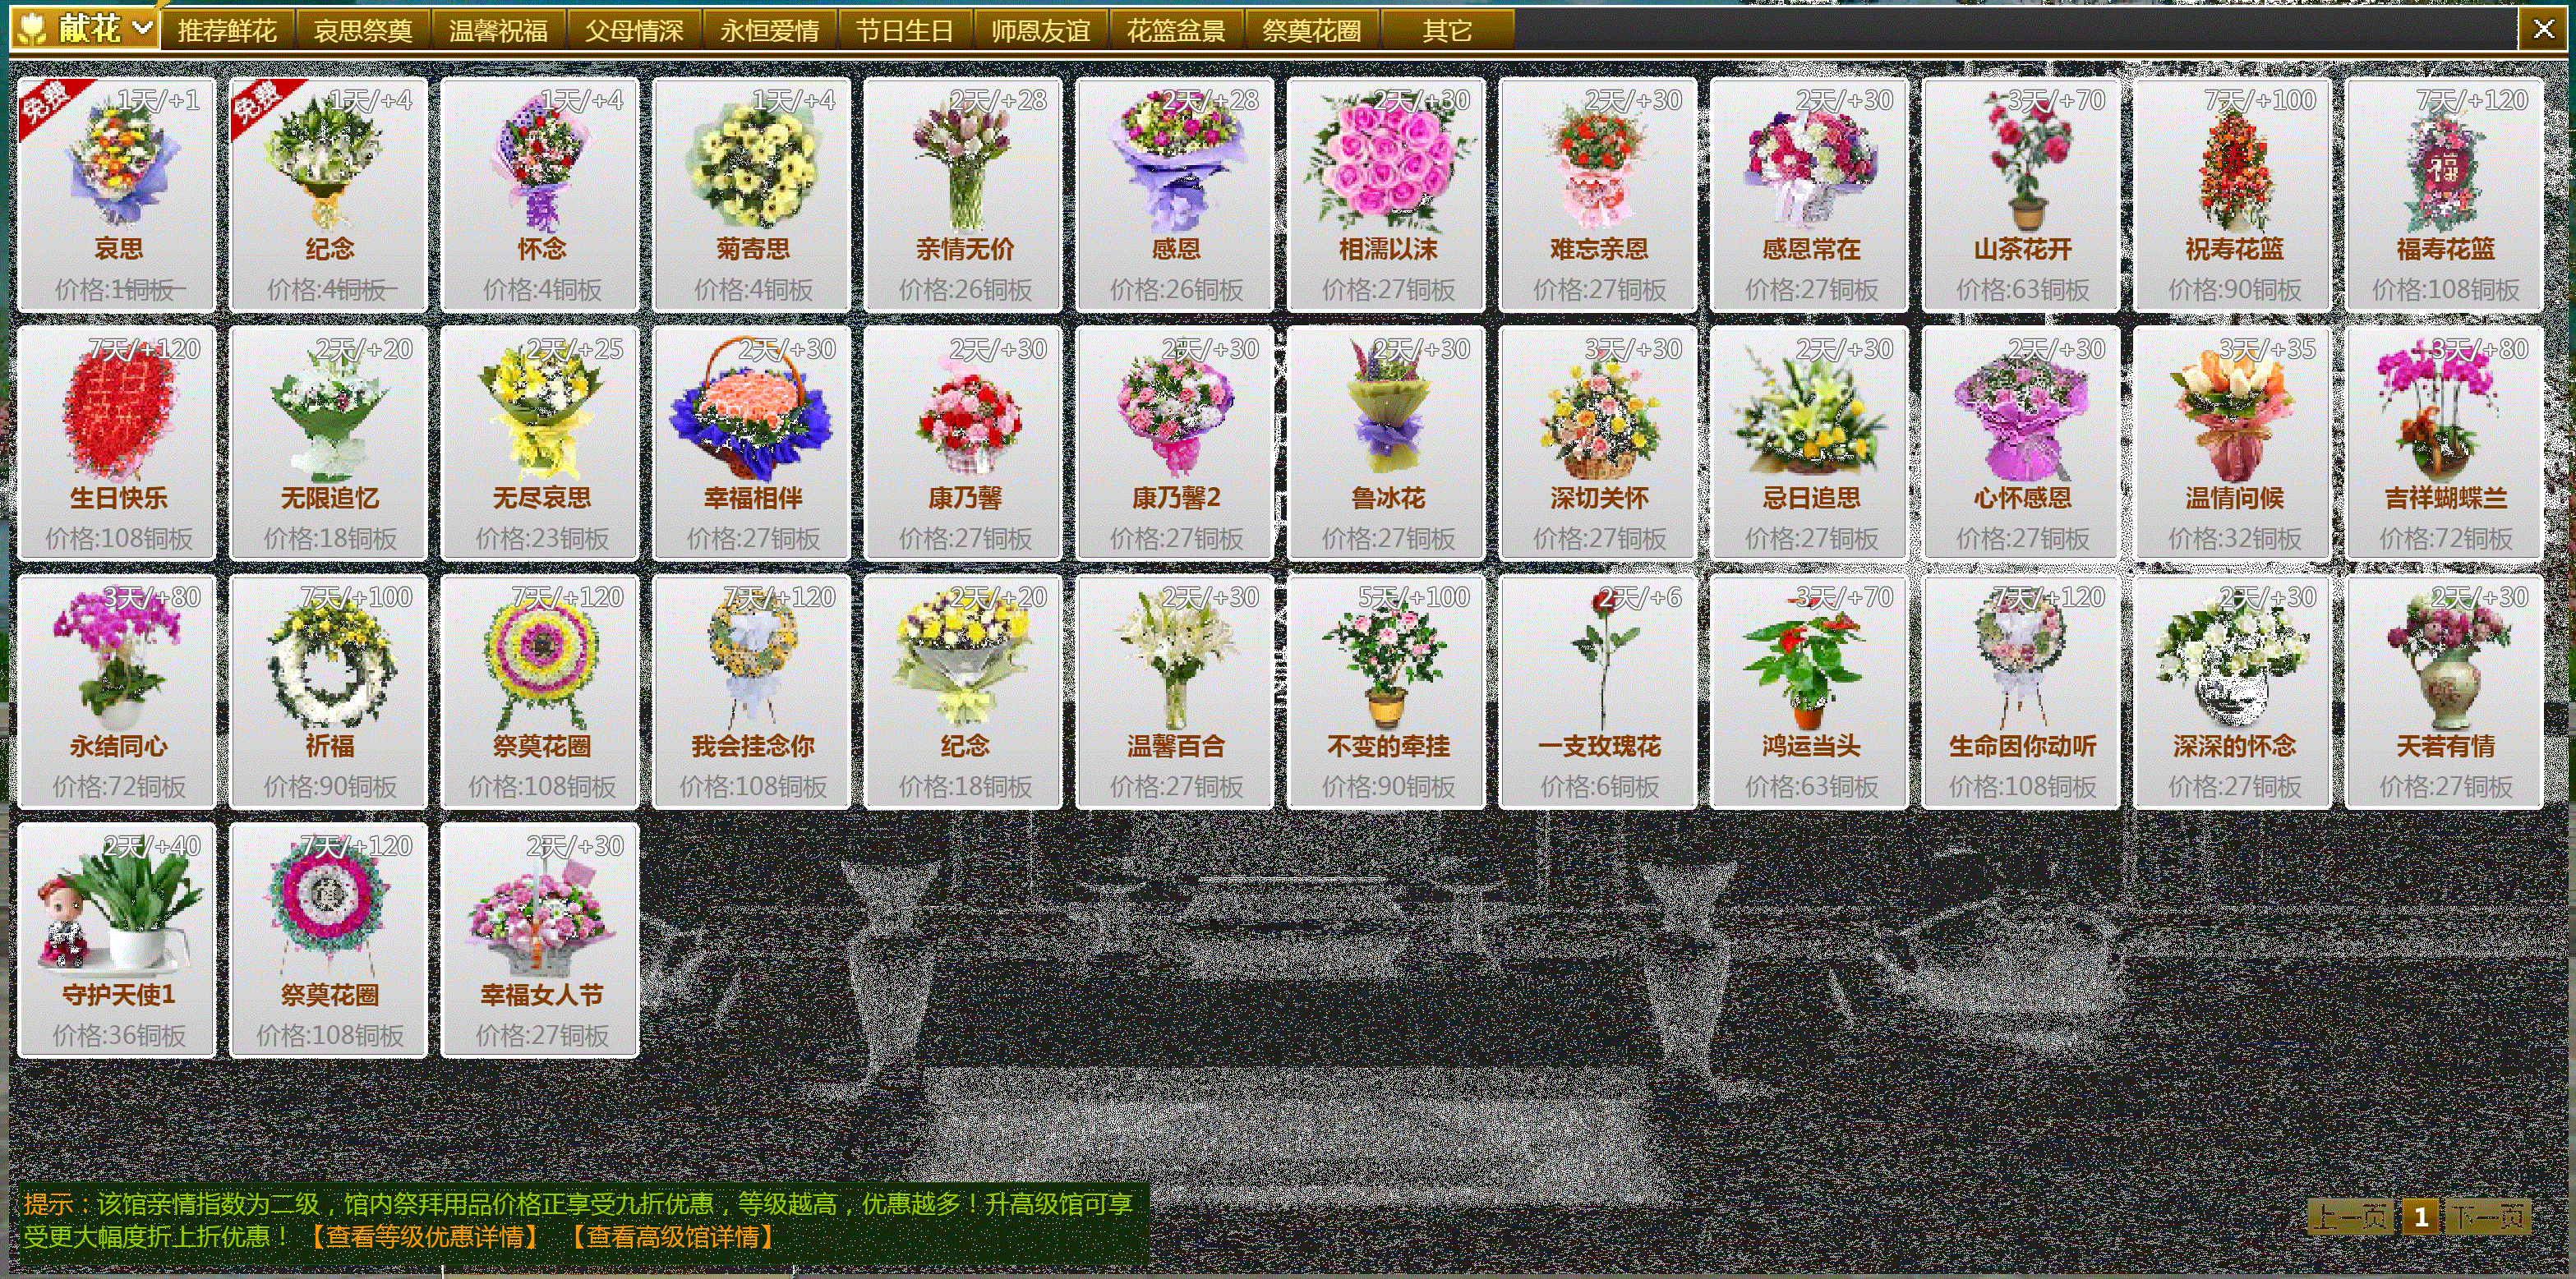 献花 推荐鲜花 哀思祭奠 温馨祝福 父母情深 永恒爱情 节日生日 师恩友谊 花篮盆景 祭奠花圈 其它
免费 1天/+1 免费 1天/+4 1天/+4 1天/+4 2天/+28 2天/+28 2天/+30 2天/+30 2天/+30 3天/+70 7天/+100 7天/+120
福
哀思 纪念 怀念 菊寄思 亲情无价 感恩 相濡以沫 难忘亲恩 感恩常在 山茶花开 祝寿花篮 福寿花篮
价格:1铜板 价格:4铜板 价格:4铜板 价格:4铜板 价格:26铜板 价格:26铜板 价格:27铜板 价格:27铜板 价格:27铜板 价格:63铜板 价格:90铜板 价格:108铜板
7天/+120 2天/+20 2天/+25 2天/+30 2天/+30 2天/+30 2天/+30 3天/+30 2天/+30 2天/+30 3天/+35 3天/+80
生日快乐 无限追忆 无尽哀思 幸福相伴 康乃馨 康乃馨2 鲁冰花 深切关怀 忌日追思 心怀感恩 温情问候 吉祥蝴蝶兰
价格:108铜板 价格:18铜板 价格:23铜板 价格:27铜板 价格:27铜板 价格:27铜板 价格:27铜板 价格:27铜板 价格:27铜板 价格:27铜板 价格:32铜板 价格:72铜板
3天/+80 7天/+100 7天/+120 7天/+120 2天/+20 2天/+30 5天/+100 2天/+6 3天/+70 7天/+120 2天/+30 2天/+30
永结同心 祈福 祭奠花圈 我会挂念你 纪念 温馨百合 不变的牵挂 一支玫瑰花 鸿运当头 生命因你动听 深深的怀念 天若有情
价格:72铜板 价格:90铜板 价格:108铜板 价格:108铜板 价格:18铜板 价格:27铜板 价格:90铜板 价格:6铜板 价格:63铜板 价格:108铜板 价格:27铜板 价格:27铜板
2天/+40 7天/+120 2天/+30
守护天使1 祭奠花圈 幸福女人节
价格:36铜板 价格:108铜板 价格:27铜板
提示：该馆亲情指数为二级，馆内祭拜用品价格正享受九折优惠，等级越高，优惠越多！升高级馆可享
受更大幅度折上折优惠！【查看等级优惠详情】 【查看高级馆详情】
上一页 1 下一页